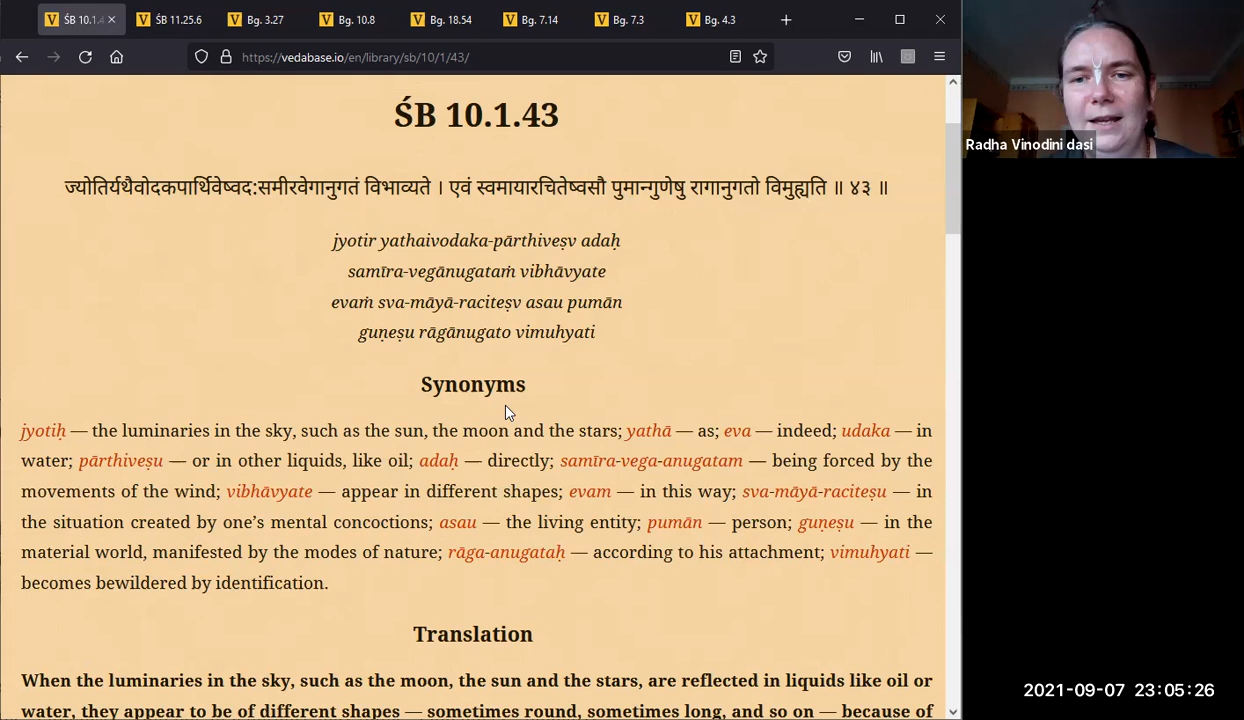 ŚB 10.1.4
ŚB 11.25.6
Bg. 3.27
Bg. 10.8
Bg. 18.54
Bg. 7.14
Bg. 7.3
Bg. 4.3
https://vedabase.io/en/library/sb/10/1/43/
ŚB 10.1.43
ज्योतिर्यथैवोदकपार्थिवेष्वद:समीरवेगानुगतं विभाव्यते । एवं स्वमायारचितेष्वसौ पुमान्गुणेषु रागानुगतो विमुह्यति ॥ ४३ ॥
jyotir yathaivodaka-pārthiveṣv adaḥ
samīra-vegānugataṁ vibhāvyate
evaṁ sva-māyā-raciteṣv asau pumān
guṇeṣu rāgānugato vimuhyati
Synonyms
jyotiḥ — the luminaries in the sky, such as the sun, the moon and the stars; yathā — as; eva — indeed; udaka — in
water; pārthiveṣu — or in other liquids, like oil; adaḥ — directly; samīra-vega-anugatam — being forced by the
movements of the wind; vibhāvyate — appear in different shapes; evam — in this way; sva-māyā-raciteṣu — in
the situation created by one’s mental concoctions; asau — the living entity; pumān — person; guṇeṣu — in the
material world, manifested by the modes of nature; rāga-anugataḥ — according to his attachment; vimuhyati —
becomes bewildered by identification.
Translation
When the luminaries in the sky, such as the moon, the sun and the stars, are reflected in liquids like oil or
water, they appear to be of different shapes — sometimes round, sometimes long, and so on — because of
Radha Vinodini dasi
2021-09-07 23:05:26